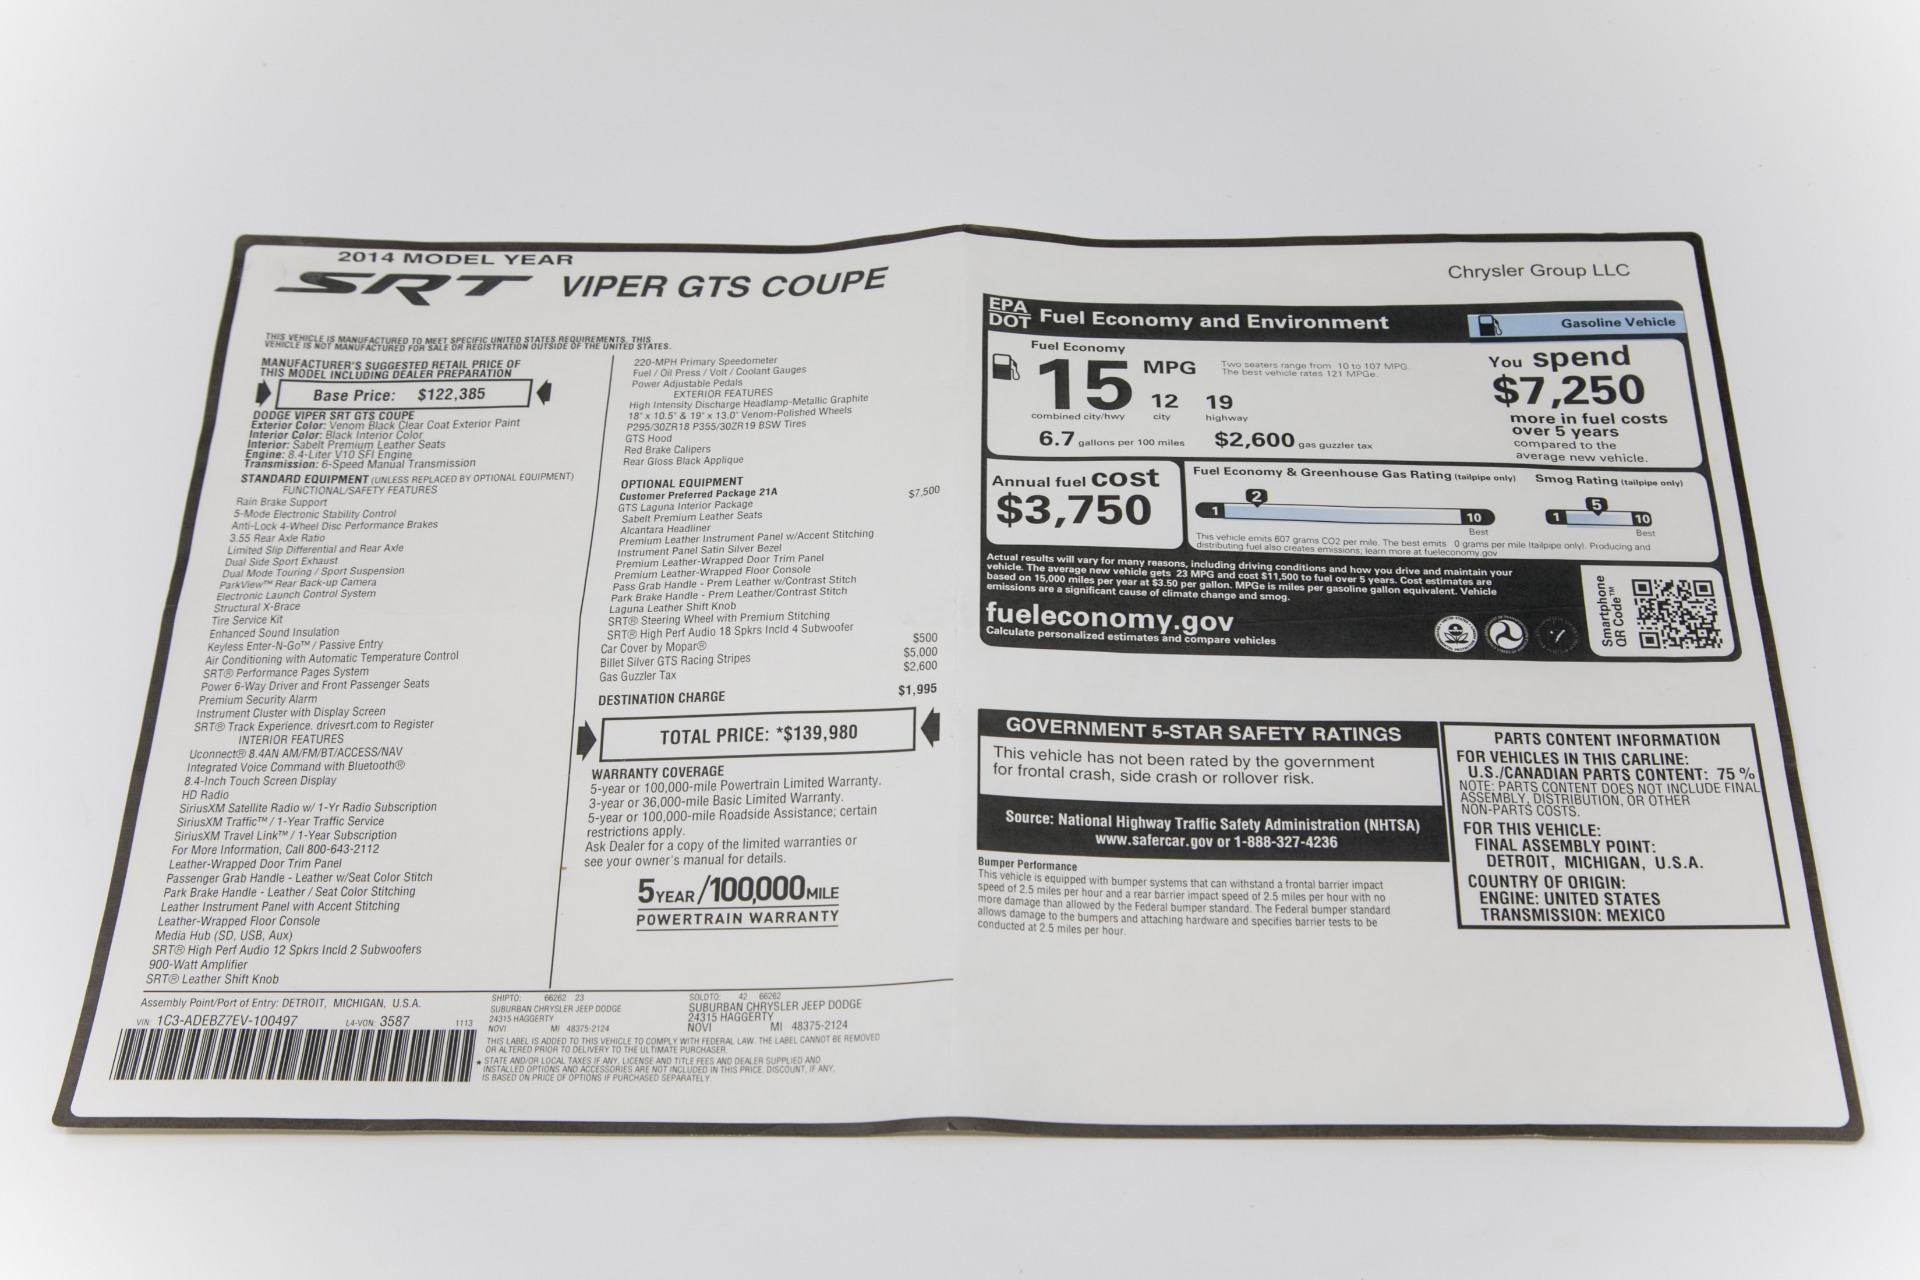 2014 MODEL YEAR
SRT VIPER GTS COUPE
THIS VEHICLE IS MANUFACTURED TO MEET SPECIFIC UNITED STATES REQUIREMENTS. THIS
VEHICLE IS NOT MANUFACTURED FOR SALE OR REGISTRATION OUTSIDE OF THE UNITED STATES.
MANUFACTURER'S SUGGESTED RETAIL PRICE OF
THIS MODEL INCLUDING DEALER PREPARATION
Base Price: $122,385
DODGE VIPER SRT GTS COUPE
Exterior Color: Venom Black Clear Coat Exterior Paint
Interior Color: Black Interior Color
Interior: Sabelt Premium Leather Seats
Engine: 8.4-Liter V10 SFI Engine
Transmission: 6-Speed Manual Transmission
STANDARD EQUIPMENT (UNLESS REPLACED BY OPTIONAL EQUIPMENT)
FUNCTIONAL/SAFETY FEATURES
Rain Brake Support
5-Mode Electronic Stability Control
Anti-Lock 4-Wheel Disc Performance Brakes
3.55 Rear Axle Ratio
Limited Slip Differential and Rear Axle
Dual Side Sport Exhaust
Dual Mode Touring / Sport Suspension
ParkView™ Rear Back-up Camera
Electronic Launch Control System
Structural X-Brace
Tire Service Kit
Enhanced Sound Insulation
Keyless Enter-N-Go™ / Passive Entry
Air Conditioning with Automatic Temperature Control
SRT® Performance Pages System
Power 6-Way Driver and Front Passenger Seats
Premium Security Alarm
Instrument Cluster with Display Screen
SRT® Track Experience. drivesrt.com to Register
INTERIOR FEATURES
Uconnect® 8.4AN AM/FM/BT/ACCESS/NAV
Integrated Voice Command with Bluetooth®
8.4-Inch Touch Screen Display
HD Radio
SiriusXM Satellite Radio w/ 1-Yr Radio Subscription
SiriusXM Traffic™ / 1-Year Traffic Service
SiriusXM Travel Link™ / 1-Year Subscription
For More Information, Call 800-643-2112
Leather-Wrapped Door Trim Panel
Passenger Grab Handle - Leather w/Seat Color Stitch
Park Brake Handle - Leather / Seat Color Stitching
Leather Instrument Panel with Accent Stitching
Leather-Wrapped Floor Console
Media Hub (SD, USB, Aux)
SRT® High Perf Audio 12 Spkrs Incld 2 Subwoofers
900-Watt Amplifier
SRT® Leather Shift Knob
220-MPH Primary Speedometer
Fuel / Oil Press / Volt / Coolant Gauges
Power Adjustable Pedals
EXTERIOR FEATURES
High Intensity Discharge Headlamp-Metallic Graphite
18" x 10.5" & 19" x 13.0" Venom-Polished Wheels
P295/30ZR18 P355/30ZR19 BSW Tires
GTS Hood
Red Brake Calipers
Rear Gloss Black Applique
OPTIONAL EQUIPMENT
Customer Preferred Package 21A $7,500
GTS Laguna Interior Package
Sabelt Premium Leather Seats
Alcantara Headliner
Premium Leather Instrument Panel w/Accent Stitching
Instrument Panel Satin Silver Bezel
Premium Leather-Wrapped Door Trim Panel
Premium Leather-Wrapped Floor Console
Pass Grab Handle - Prem Leather w/Contrast Stitch
Park Brake Handle - Prem Leather/Contrast Stitch
Laguna Leather Shift Knob
SRT® Steering Wheel with Premium Stitching
SRT® High Perf Audio 18 Spkrs Incld 4 Subwoofer
Car Cover by Mopar® $500
Billet Silver GTS Racing Stripes $5,000
Gas Guzzler Tax $2,600
DESTINATION CHARGE $1,995
TOTAL PRICE: *$139,980
WARRANTY COVERAGE
5-year or 100,000-mile Powertrain Limited Warranty.
3-year or 36,000-mile Basic Limited Warranty.
5-year or 100,000-mile Roadside Assistance; certain
restrictions apply.
Ask Dealer for a copy of the limited warranties or
see your owner's manual for details.
5 YEAR / 100,000 MILE
POWERTRAIN WARRANTY
Assembly Point/Port of Entry: DETROIT, MICHIGAN, U.S.A.
VIN: 1C3-ADEBZ7EV-100497 L4-VON: 3587 1113
SHIPTO: 66262 23
SUBURBAN CHRYSLER JEEP DODGE
24315 HAGGERTY
NOVI MI 48375-2124
SOLDTO: 42 66262
SUBURBAN CHRYSLER JEEP DODGE
24315 HAGGERTY
NOVI MI 48375-2124
THIS LABEL IS ADDED TO THIS VEHICLE TO COMPLY WITH FEDERAL LAW. THE LABEL CANNOT BE REMOVED
OR ALTERED PRIOR TO DELIVERY TO THE ULTIMATE PURCHASER.
* STATE AND/OR LOCAL TAXES IF ANY, LICENSE AND TITLE FEES AND DEALER SUPPLIED AND
INSTALLED OPTIONS AND ACCESSORIES ARE NOT INCLUDED IN THIS PRICE. DISCOUNT, IF ANY,
IS BASED ON PRICE OF OPTIONS IF PURCHASED SEPARATELY.
Chrysler Group LLC
EPA
DOT Fuel Economy and Environment
Gasoline Vehicle
Fuel Economy
15 MPG
combined city/hwy
12 city
19 highway
Two seaters range from 10 to 107 MPG.
The best vehicle rates 121 MPGe.
6.7 gallons per 100 miles
$2,600 gas guzzler tax
You spend
$7,250
more in fuel costs
over 5 years
compared to the
average new vehicle.
Annual fuel cost
$3,750
Fuel Economy & Greenhouse Gas Rating (tailpipe only)
1 2 10
Best
Smog Rating (tailpipe only)
1 5 10
Best
This vehicle emits 607 grams CO2 per mile. The best emits 0 grams per mile (tailpipe only). Producing and
distributing fuel also creates emissions; learn more at fueleconomy.gov
Actual results will vary for many reasons, including driving conditions and how you drive and maintain your
vehicle. The average new vehicle gets 23 MPG and cost $11,500 to fuel over 5 years. Cost estimates are
based on 15,000 miles per year at $3.50 per gallon. MPGe is miles per gasoline gallon equivalent. Vehicle
emissions are a significant cause of climate change and smog.
fueleconomy.gov
Calculate personalized estimates and compare vehicles
Smartphone
QR Code™
GOVERNMENT 5-STAR SAFETY RATINGS
This vehicle has not been rated by the government
for frontal crash, side crash or rollover risk.
Source: National Highway Traffic Safety Administration (NHTSA)
www.safercar.gov or 1-888-327-4236
Bumper Performance
This vehicle is equipped with bumper systems that can withstand a frontal barrier impact
speed of 2.5 miles per hour and a rear barrier impact speed of 2.5 miles per hour with no
more damage than allowed by the Federal bumper standard. The Federal bumper standard
allows damage to the bumpers and attaching hardware and specifies barrier tests to be
conducted at 2.5 miles per hour.
PARTS CONTENT INFORMATION
FOR VEHICLES IN THIS CARLINE:
U.S./CANADIAN PARTS CONTENT: 75 %
NOTE: PARTS CONTENT DOES NOT INCLUDE FINAL
ASSEMBLY, DISTRIBUTION, OR OTHER
NON-PARTS COSTS.
FOR THIS VEHICLE:
FINAL ASSEMBLY POINT:
DETROIT, MICHIGAN, U.S.A.
COUNTRY OF ORIGIN:
ENGINE: UNITED STATES
TRANSMISSION: MEXICO